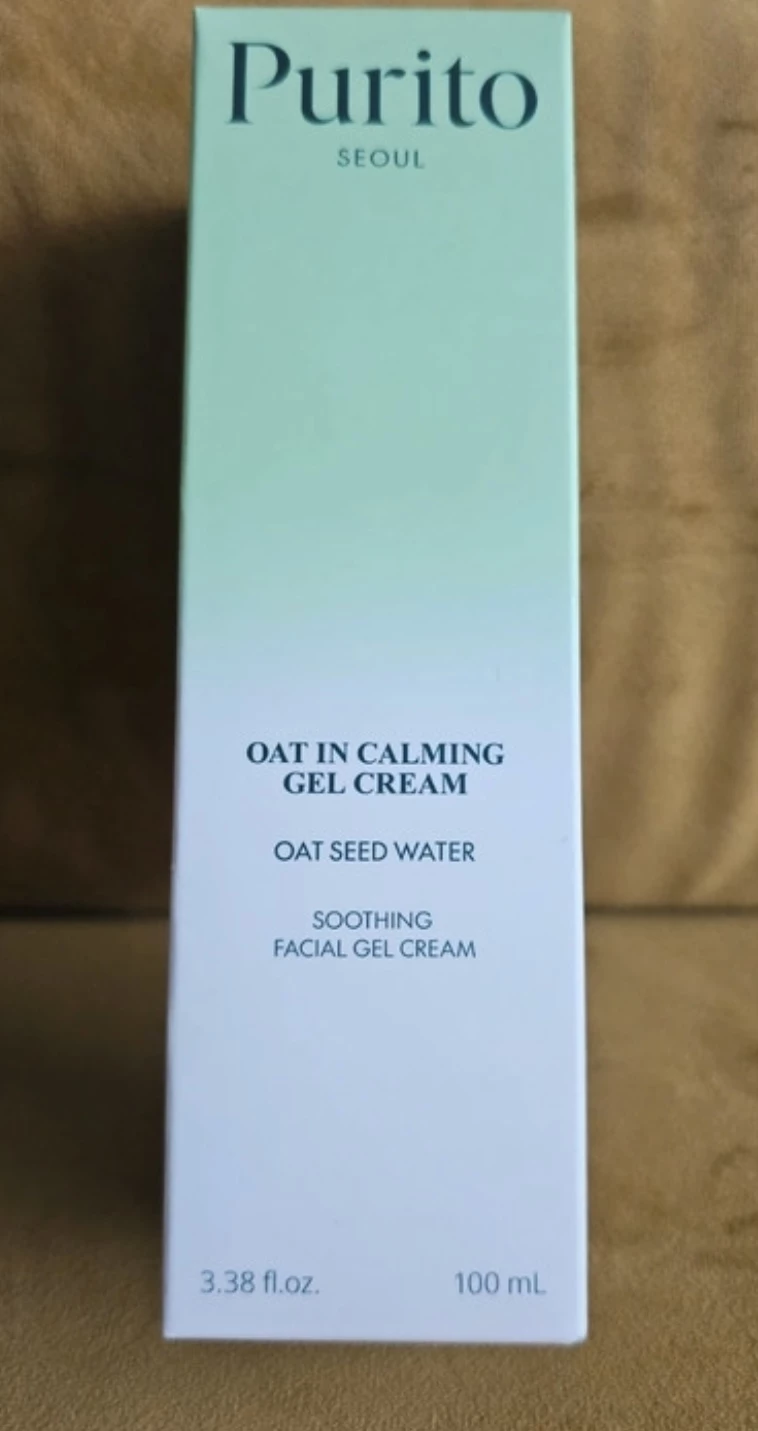 Purito
SEOUL
OAT IN CALMING
GEL CREAM
OAT SEED WATER
SOOTHING
FACIAL GEL CREAM
3.38 fl.oz. 100 mL